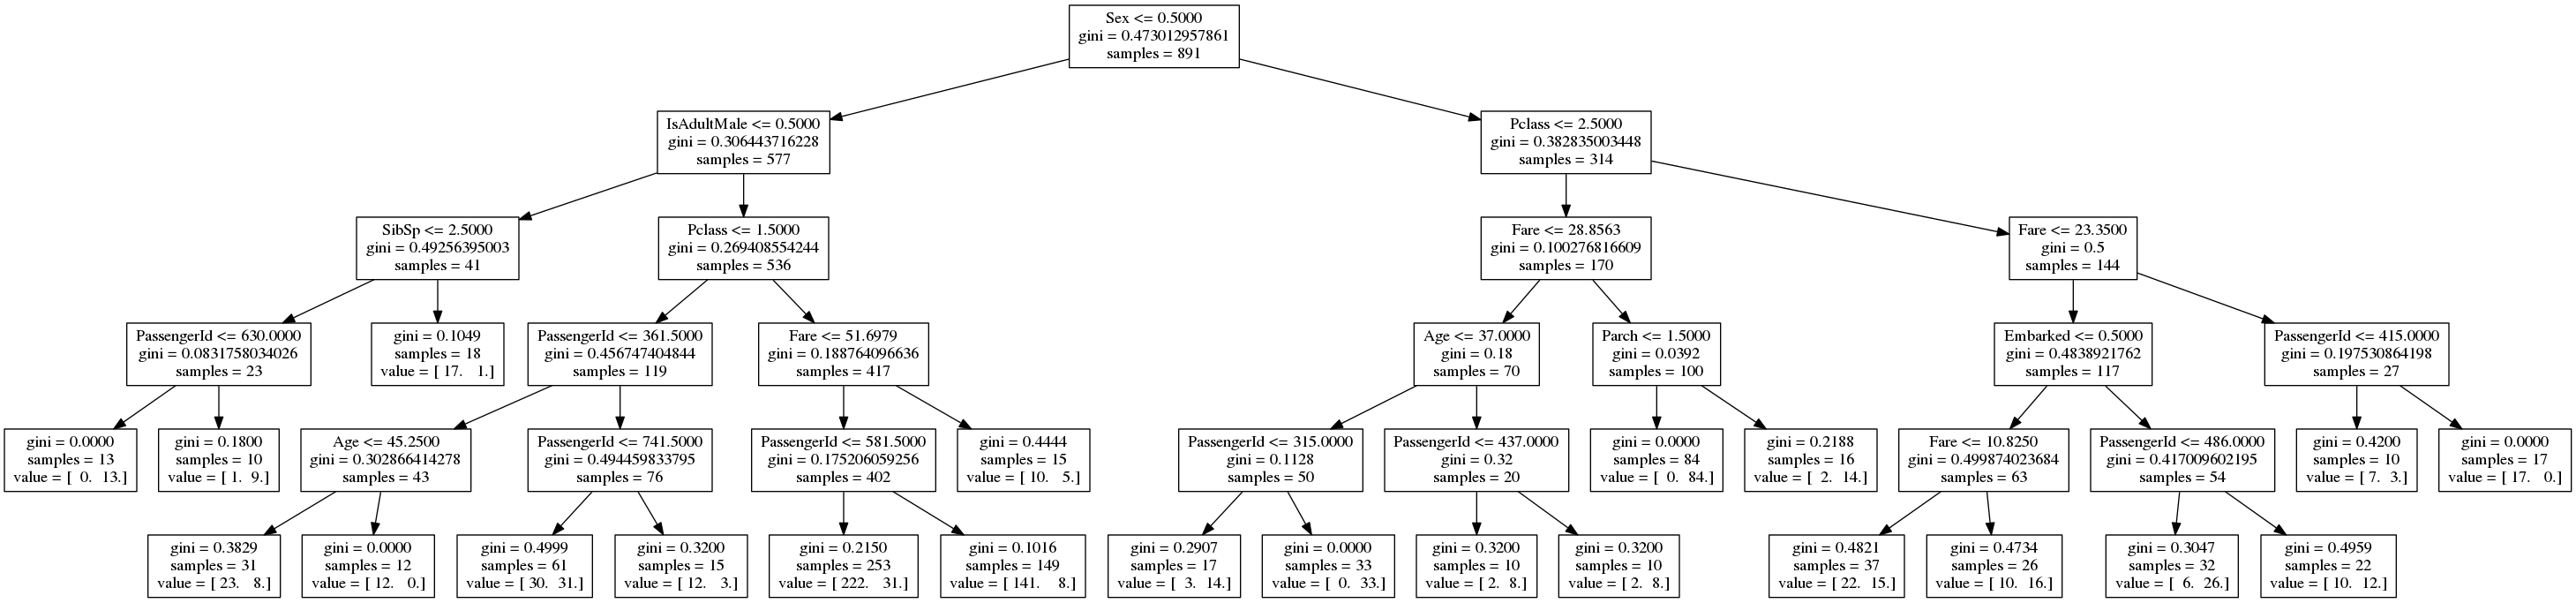 Sex <= 0.5000
gini = 0.473012957861
samples = 891
IsAdultMale <= 0.5000
gini = 0.306443716228
samples = 577
Pclass <= 2.5000
gini = 0.382835003448
samples = 314
SibSp <= 2.5000
gini = 0.49256395003
samples = 41
Pclass <= 1.5000
gini = 0.269408554244
samples = 536
Fare <= 28.8563
gini = 0.100276816609
samples = 170
Fare <= 23.3500
gini = 0.5
samples = 144
PassengerId <= 630.0000
gini = 0.0831758034026
samples = 23
gini = 0.1049
samples = 18
value = [ 17.   1.]
PassengerId <= 361.5000
gini = 0.456747404844
samples = 119
Fare <= 51.6979
gini = 0.188764096636
samples = 417
Age <= 37.0000
gini = 0.18
samples = 70
Parch <= 1.5000
gini = 0.0392
samples = 100
Embarked <= 0.5000
gini = 0.4838921762
samples = 117
PassengerId <= 415.0000
gini = 0.197530864198
samples = 27
gini = 0.0000
samples = 13
value = [  0.  13.]
gini = 0.1800
samples = 10
value = [ 1.  9.]
Age <= 45.2500
gini = 0.302866414278
samples = 43
PassengerId <= 741.5000
gini = 0.494459833795
samples = 76
PassengerId <= 581.5000
gini = 0.175206059256
samples = 402
gini = 0.4444
samples = 15
value = [ 10.   5.]
PassengerId <= 315.0000
gini = 0.1128
samples = 50
PassengerId <= 437.0000
gini = 0.32
samples = 20
gini = 0.0000
samples = 84
value = [  0.  84.]
gini = 0.2188
samples = 16
value = [  2.  14.]
Fare <= 10.8250
gini = 0.499874023684
samples = 63
PassengerId <= 486.0000
gini = 0.417009602195
samples = 54
gini = 0.4200
samples = 10
value = [ 7.  3.]
gini = 0.0000
samples = 17
value = [ 17.   0.]
gini = 0.3829
samples = 31
value = [ 23.   8.]
gini = 0.0000
samples = 12
value = [ 12.   0.]
gini = 0.4999
samples = 61
value = [ 30.  31.]
gini = 0.3200
samples = 15
value = [ 12.   3.]
gini = 0.2150
samples = 253
value = [ 222.   31.]
gini = 0.1016
samples = 149
value = [ 141.    8.]
gini = 0.2907
samples = 17
value = [  3.  14.]
gini = 0.0000
samples = 33
value = [  0.  33.]
gini = 0.3200
samples = 10
value = [ 2.  8.]
gini = 0.3200
samples = 10
value = [ 2.  8.]
gini = 0.4821
samples = 37
value = [ 22.  15.]
gini = 0.4734
samples = 26
value = [ 10.  16.]
gini = 0.3047
samples = 32
value = [  6.  26.]
gini = 0.4959
samples = 22
value = [ 10.  12.]